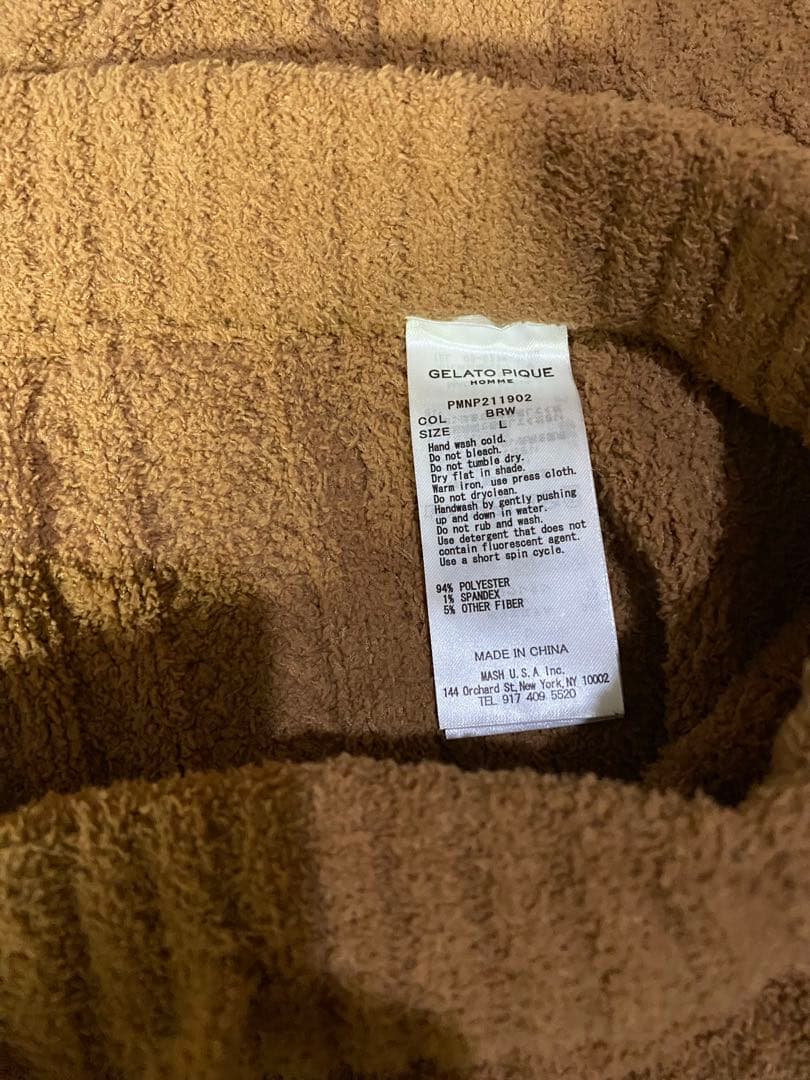 GELATO PIQUE
HOMME
PMNP211902
COL BRW
SIZE L
Hand wash cold.
Do not bleach.
Do not tumble dry.
Dry flat in shade.
Warm iron, use press cloth.
Do not dryclean.
Handwash by gently pushing
up and down in water.
Do not rub and wash.
Use detergent that does not
contain fluorescent agent.
Use a short spin cycle.
94% POLYESTER
1% SPANDEX
5% OTHER FIBER
MADE IN CHINA
MASH U.S.A Inc.
144 Orchard St, New York, NY 10002
TEL 917 409 5520